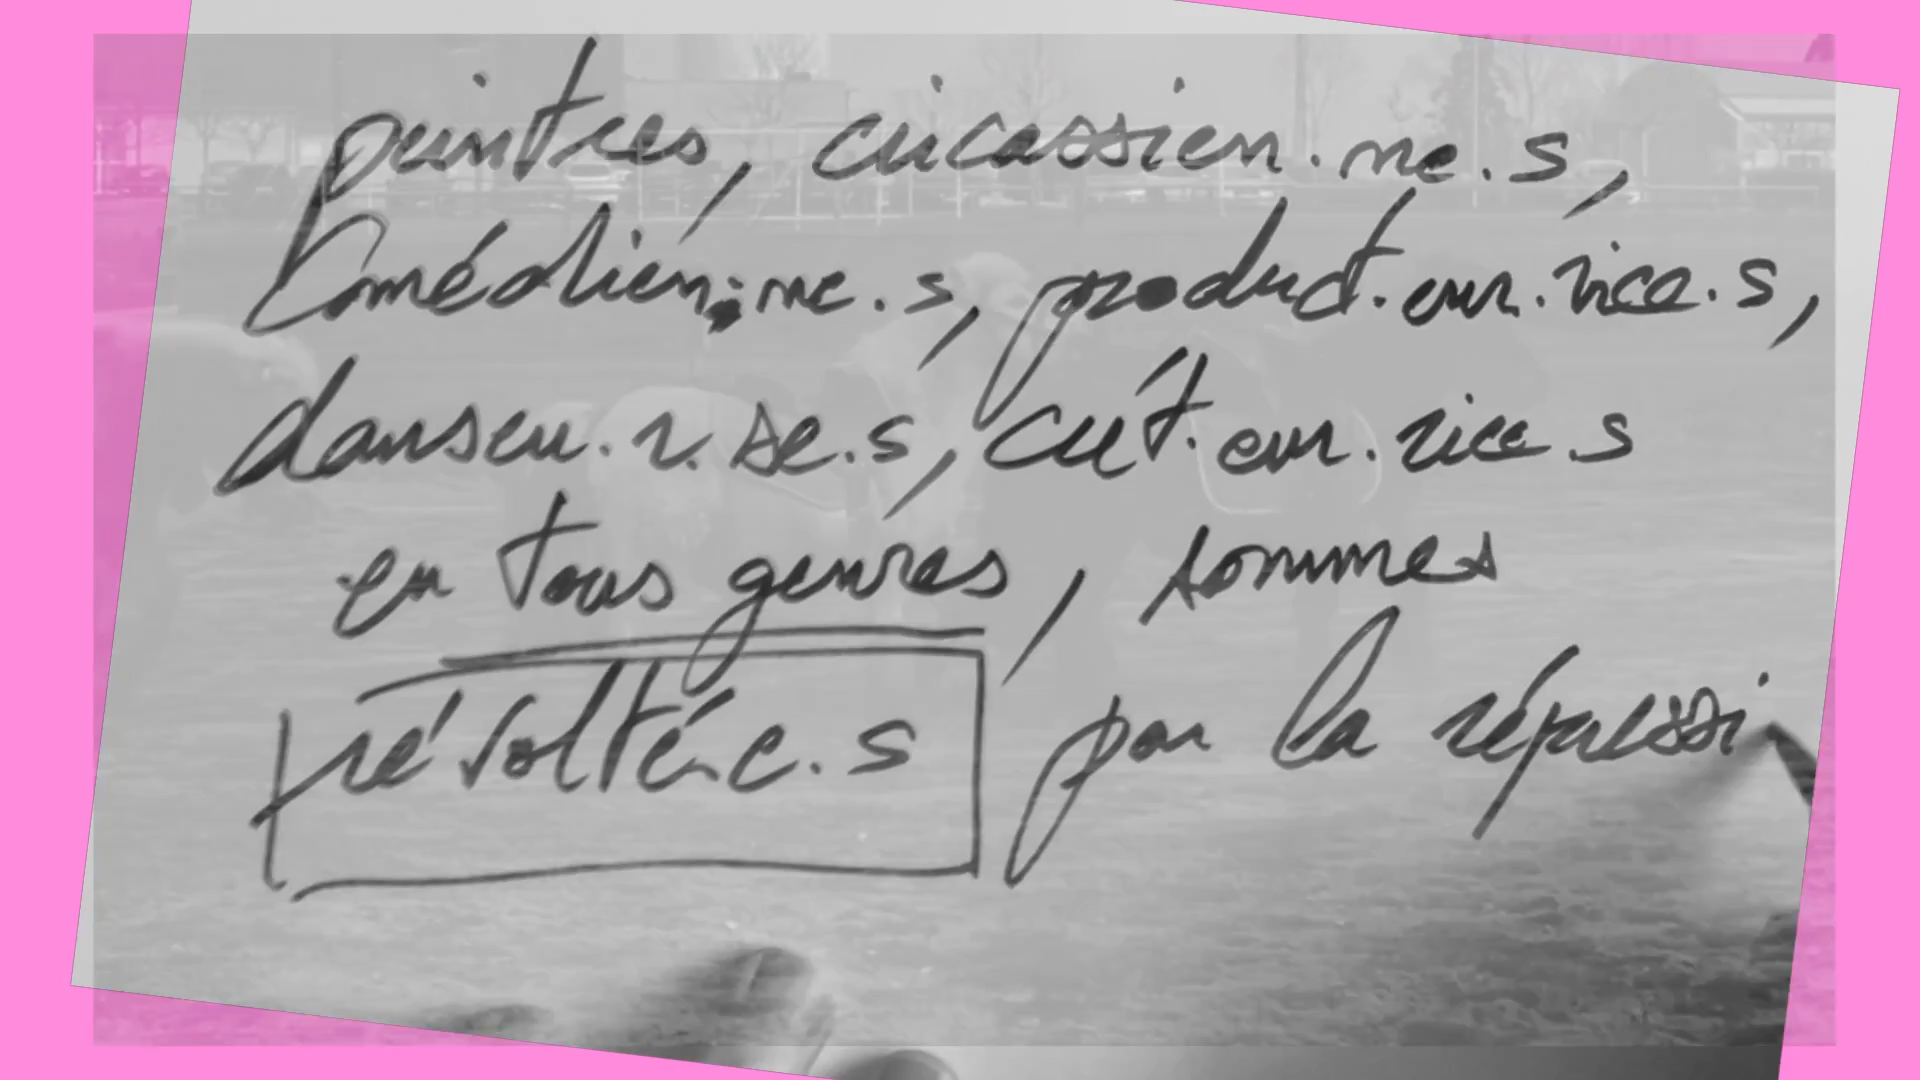 peintres, circassien.ne.s,
Comédien.ne.s, product.eur.rice.s,
danseu.r.se.s, créat.eur.rice.s
en tous genres, sommes
révolté.e.s par la répressi